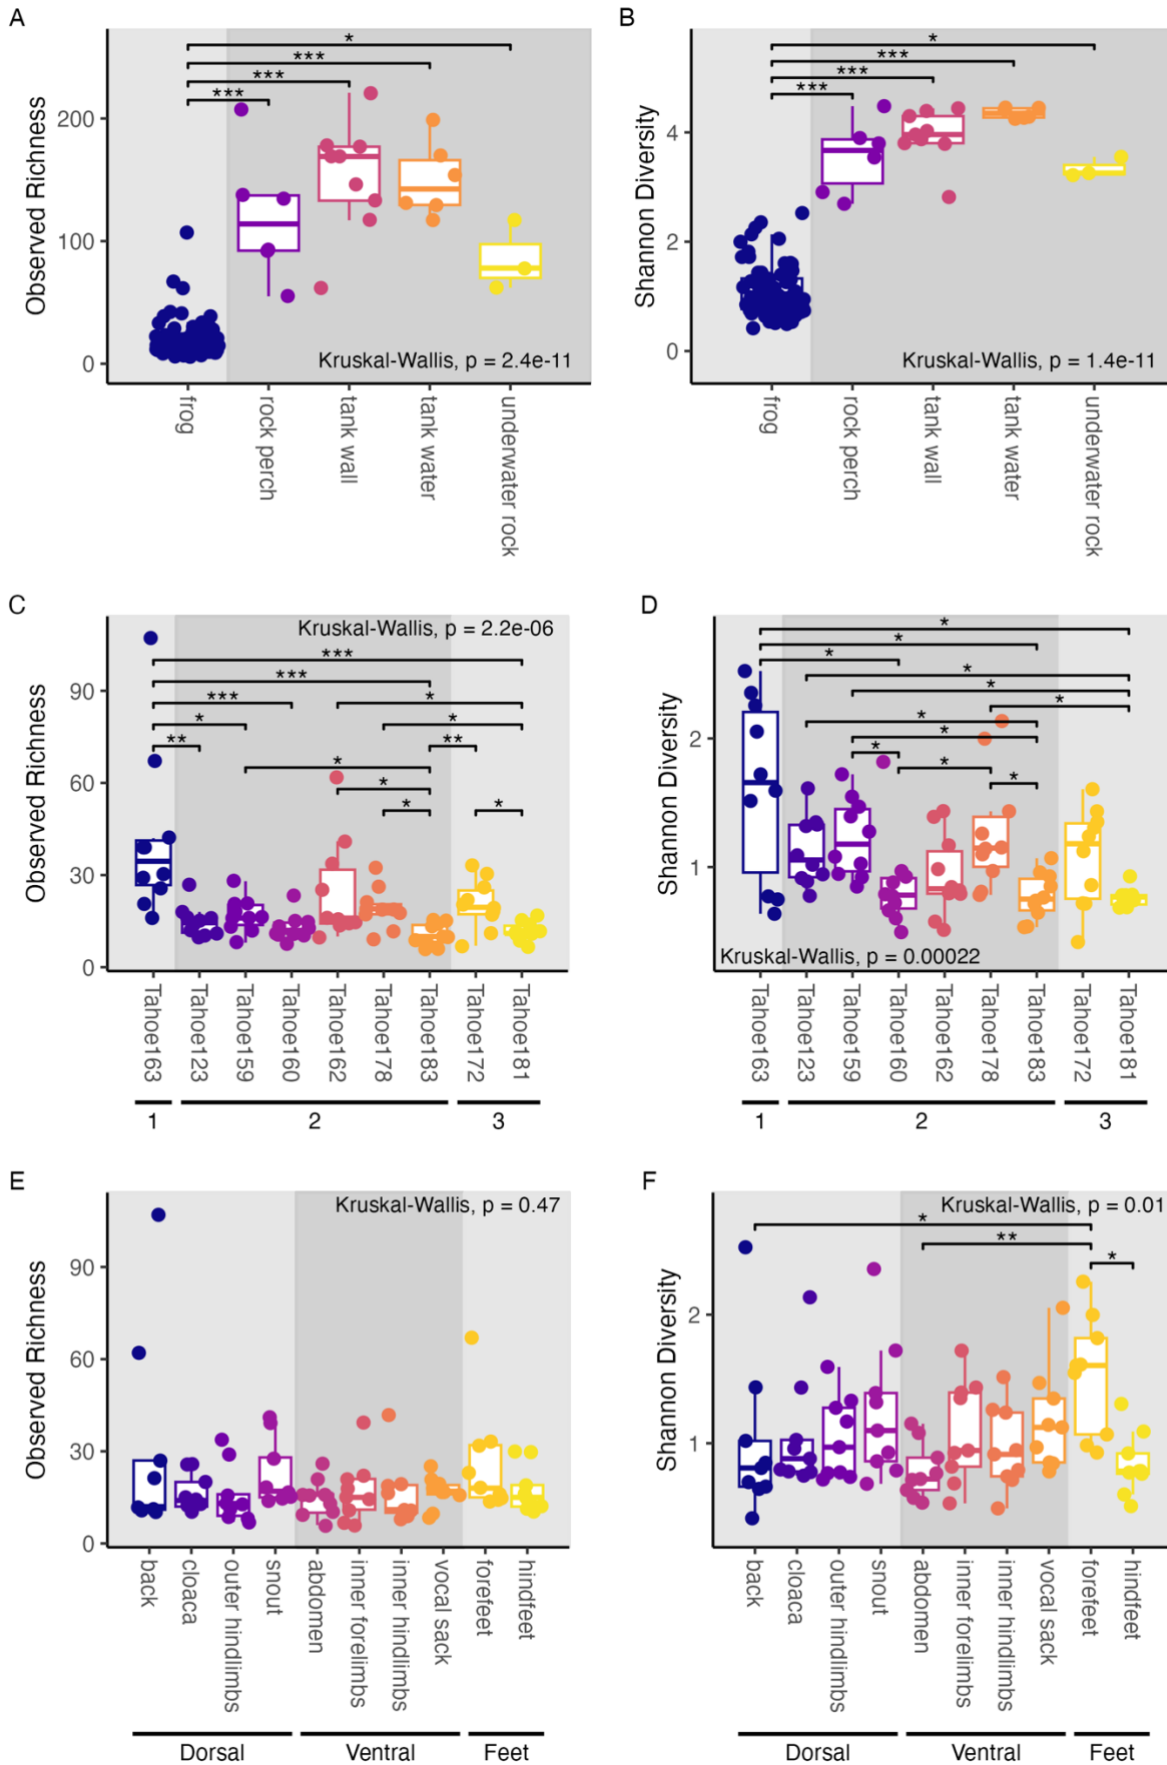 A
Observed Richness
200
100
0
*
***
***
***
Kruskal-Wallis, p = 2.4e-11
frog
rock perch
tank wall
tank water
underwater rock
B
Shannon Diversity
4
2
0
*
***
***
***
Kruskal-Wallis, p = 1.4e-11
frog
rock perch
tank wall
tank water
underwater rock
C
Observed Richness
90
60
30
0
Kruskal-Wallis, p = 2.2e-06
***
***
***
*
*
*
**
**
*
*
*
*
Tahoe163
Tahoe123
Tahoe159
Tahoe160
Tahoe162
Tahoe178
Tahoe183
Tahoe172
Tahoe181
1
2
3
D
Shannon Diversity
2
1
*
*
*
*
*
*
*
*
*
*
*
Kruskal-Wallis, p = 0.00022
Tahoe163
Tahoe123
Tahoe159
Tahoe160
Tahoe162
Tahoe178
Tahoe183
Tahoe172
Tahoe181
1
2
3
E
Observed Richness
90
60
30
0
Kruskal-Wallis, p = 0.47
back
cloaca
outer hindlimbs
snout
abdomen
inner forelimbs
inner hindlimbs
vocal sack
forefeet
hindfeet
Dorsal
Ventral
Feet
F
Shannon Diversity
2
1
Kruskal-Wallis, p = 0.01
*
**
*
back
cloaca
outer hindlimbs
snout
abdomen
inner forelimbs
inner hindlimbs
vocal sack
forefeet
hindfeet
Dorsal
Ventral
Feet